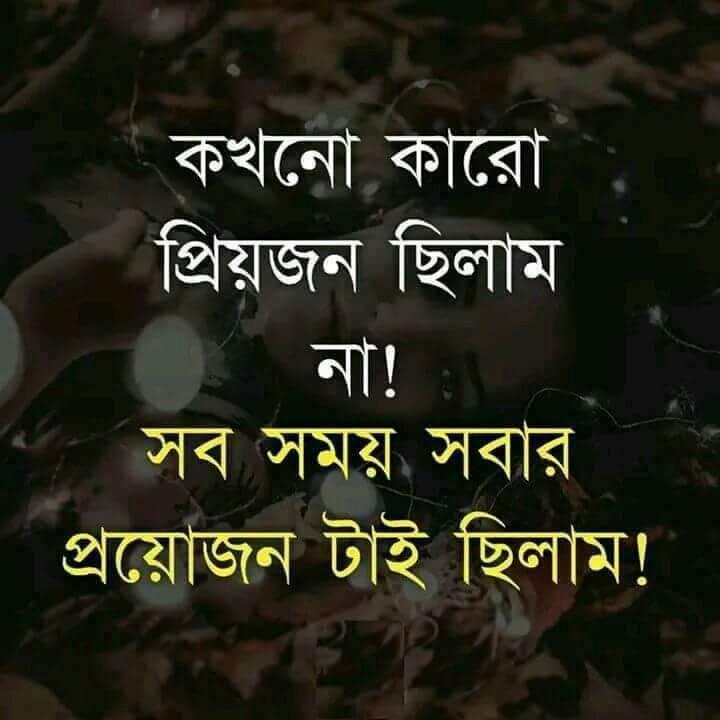 কখনো কারো
প্রিয়জন ছিলাম
না!
সব সময় সবার
প্রয়োজন টাই ছিলাম!